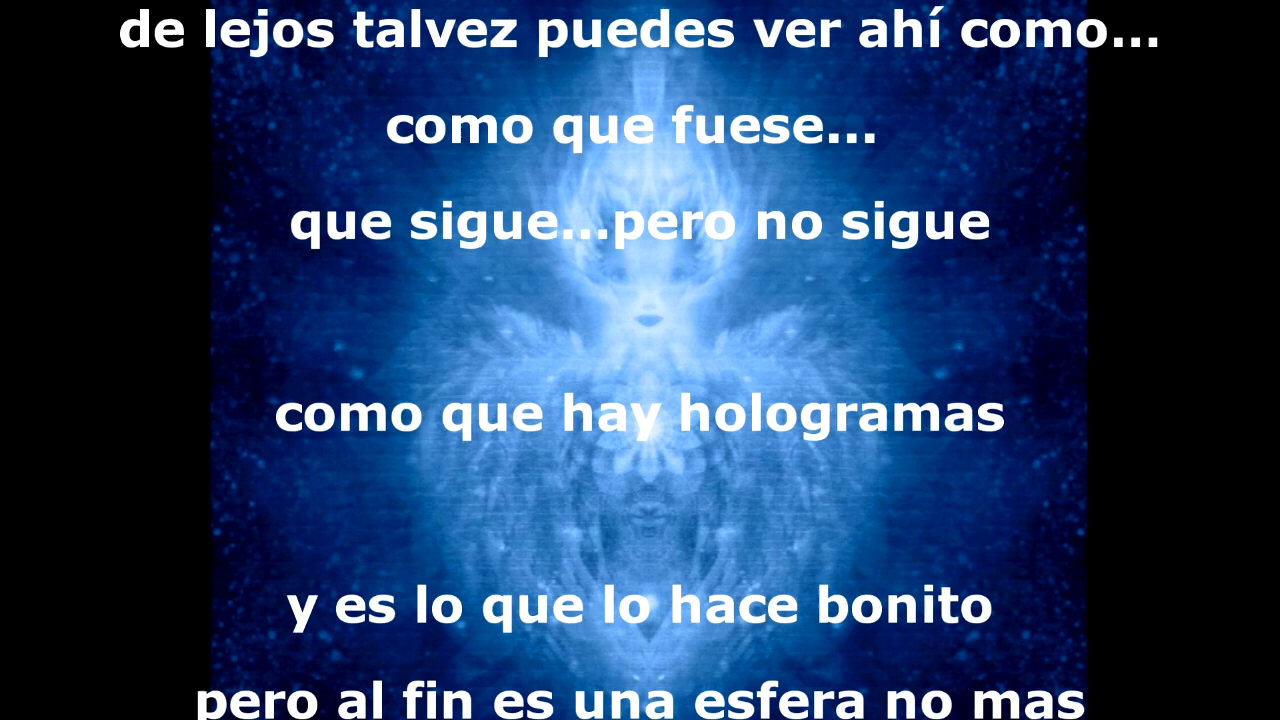 de lejos talvez puedes ver ahí como...
como que fuese...
que sigue...pero no sigue
como que hay hologramas
y es lo que lo hace bonito
pero al fin es una esfera no mas